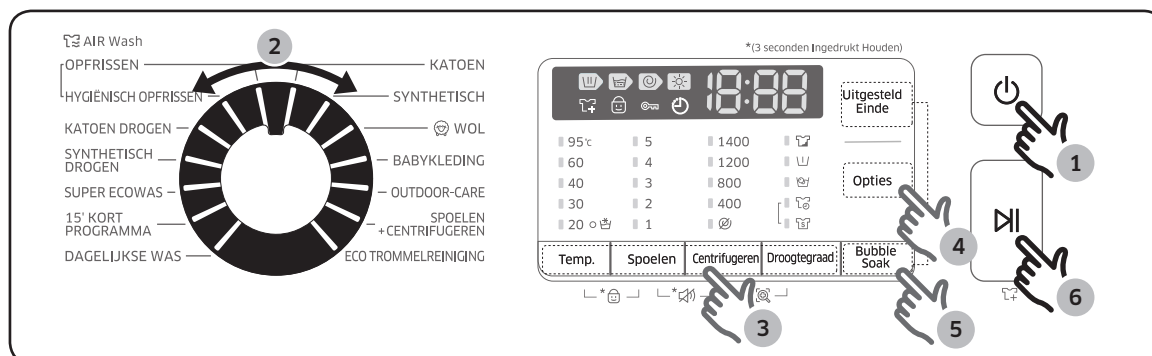 AIR Wash
OPFRISSEN
HYGIËNISCH OPFRISSEN
KATOEN DROGEN
SYNTHETISCH
DROGEN
SUPER ECOWAS
15' KORT
PROGRAMMA
DAGELIJKSE WAS
2
KATOEN
SYNTHETISCH
WOL
BABYKLEDING
OUTDOOR-CARE
SPOELEN
+CENTRIFUGEREN
ECO TROMMELREINIGING
*(3 seconden Ingedrukt Houden)
18:88
95℃ 5 1400
60 4 1200
40 3 800
30 2 400
20 1
Uitgesteld
Einde
Opties
Temp. Spoelen Centrifugeren Droogtegraad Bubble
Soak
* *
1
4
3
5
6